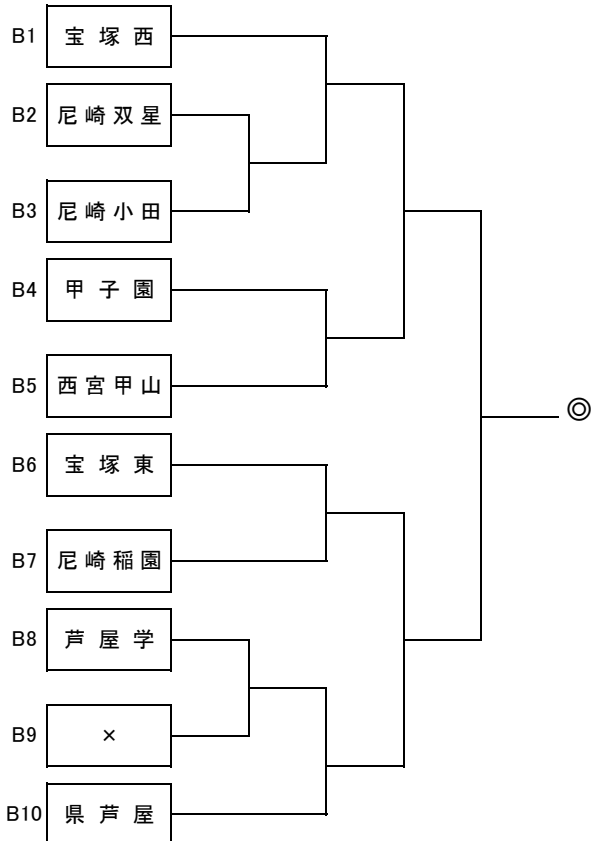 B1 宝塚西
B2 尼崎双星
B3 尼崎小田
B4 甲子園
B5 西宮甲山
◎
B6 宝塚東
B7 尼崎稲園
B8 芦屋学
B9 ×
B10 県芦屋